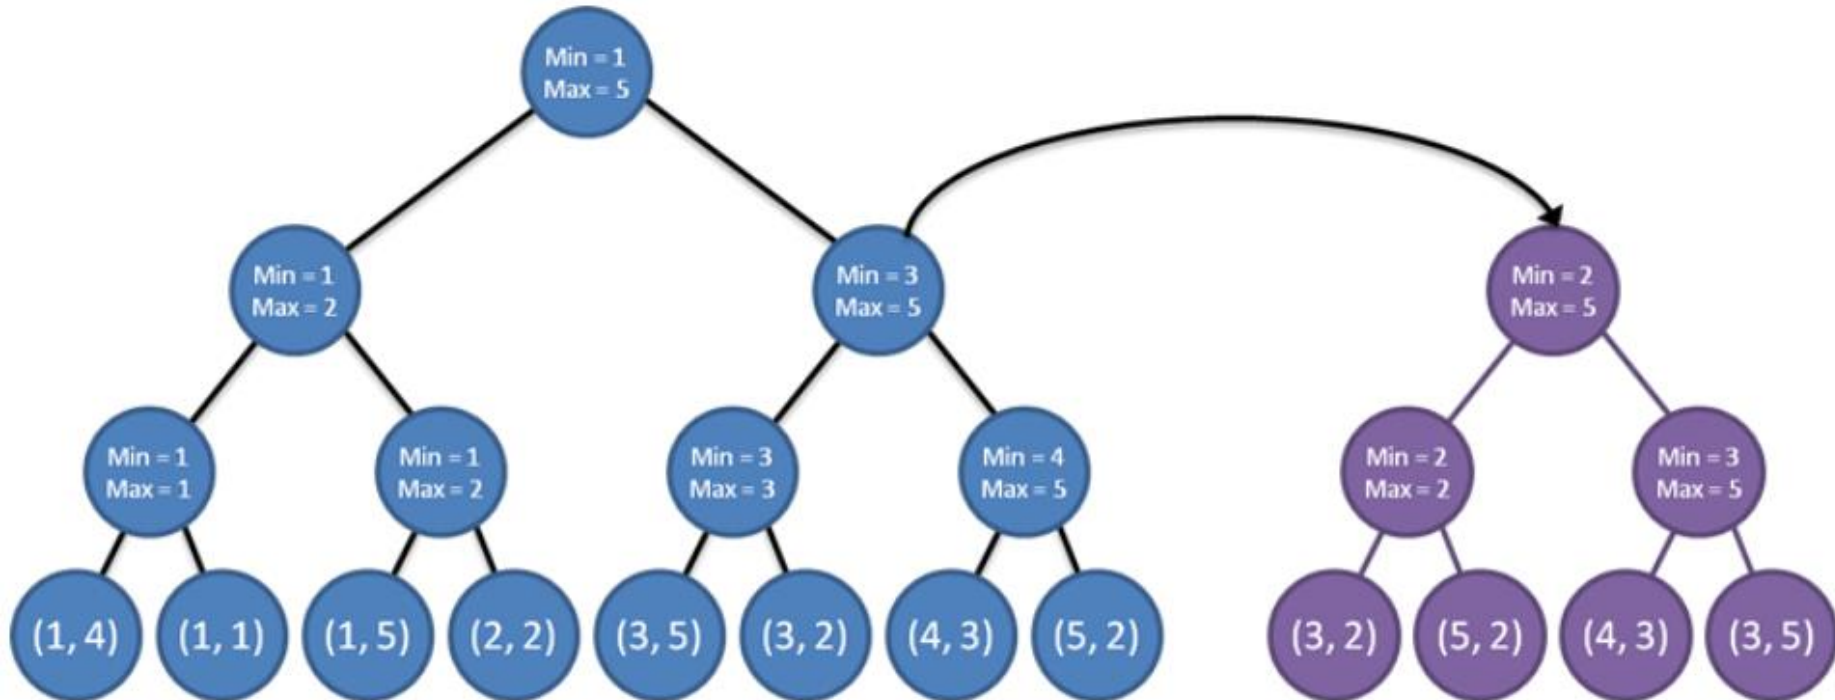 Min = 1
Max = 5
Min = 1
Max = 2
Min = 3
Max = 5
Min = 2
Max = 5
Min = 1
Max = 1
Min = 1
Max = 2
Min = 3
Max = 3
Min = 4
Max = 5
Min = 2
Max = 2
Min = 3
Max = 5
(1, 4) (1, 1) (1, 5) (2, 2) (3, 5) (3, 2) (4, 3) (5, 2) (3, 2) (5, 2) (4, 3) (3, 5)